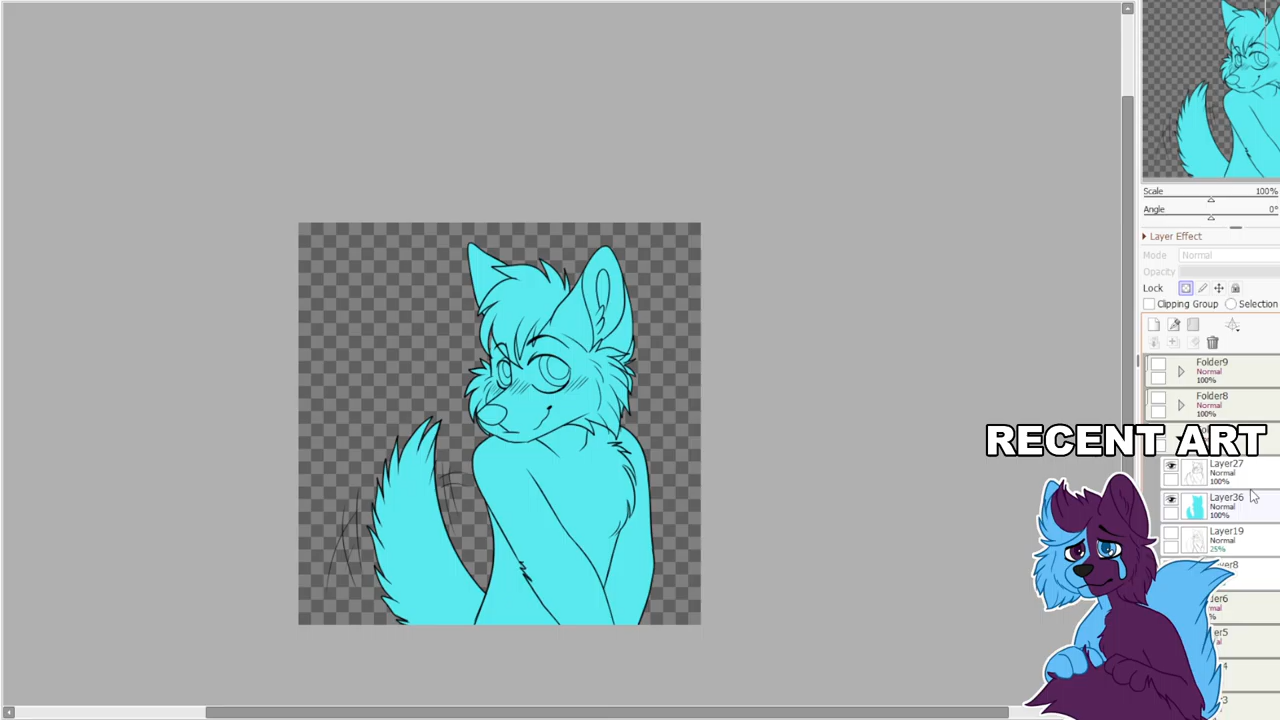 Scale 100%
Angle 0°
Layer Effect
Mode Normal
Opacity
Lock
Clipping Group Selection
Folder9
Normal
100%
Folder8
Normal
100%
RECENT ART
Layer27
Normal
100%
Layer36
Normal
100%
Layer19
Normal
25%